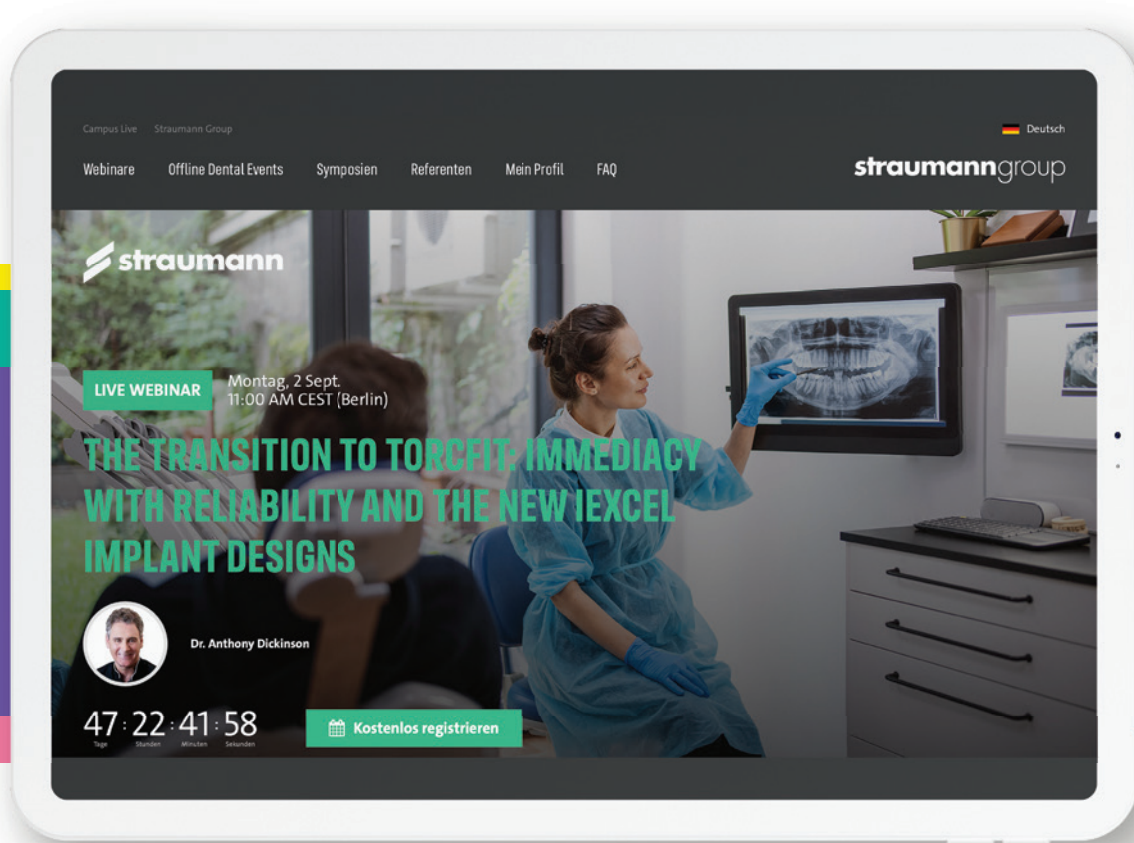 Campus Live Straumann Group
Deutsch
Webinare Offline Dental Events Symposien Referenten Mein Profil FAQ
straumanngroup
straumann
LIVE WEBINAR
Montag, 2 Sept.
11:00 AM CEST (Berlin)
THE TRANSITION TO TORCFIT: IMMEDIACY
WITH RELIABILITY AND THE NEW IEXCEL
IMPLANT DESIGNS
Dr. Anthony Dickinson
47 : 22 : 41 : 58
Tage Stunden Minuten Sekunden
Kostenlos registrieren